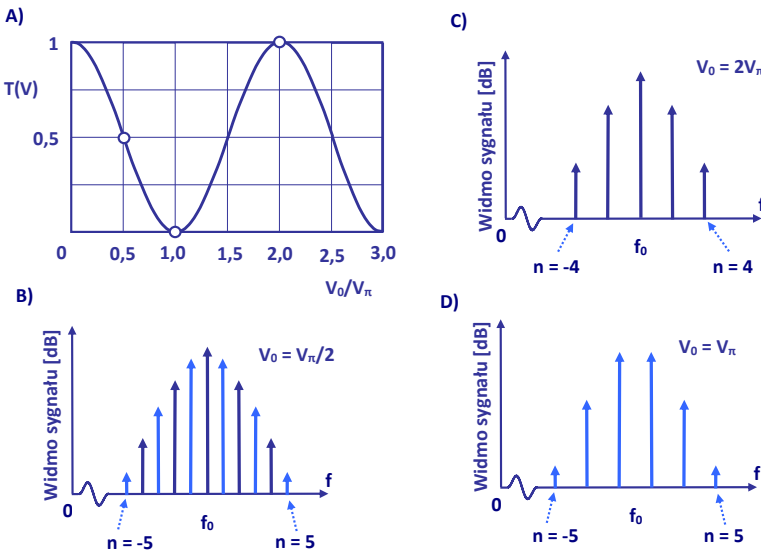 A)
1
T(V)
0,5
0
0
0,5
1,0
1,5
2,0
2,5
3,0
V₀/Vπ
B)
Widmo sygnału [dB]
V₀ = Vπ/2
f
0
f₀
n = -5
n = 5
C)
Widmo sygnału [dB]
V₀ = 2Vπ
f
0
f₀
n = -4
n = 4
D)
Widmo sygnału [dB]
V₀ = Vπ
f
0
f₀
n = -5
n = 5